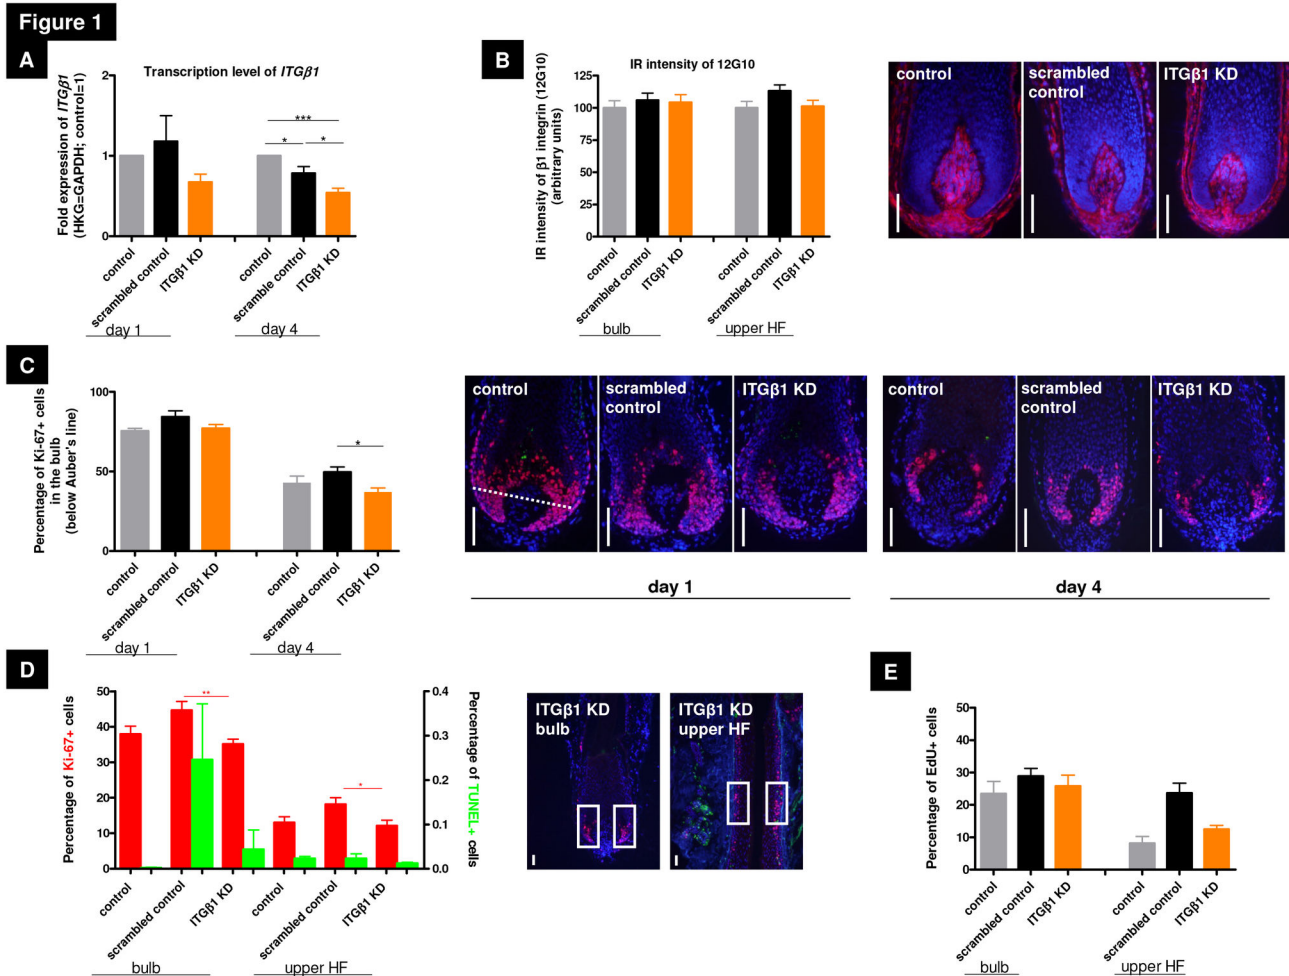 Figure 1
A
Transcription level of ITGβ1
Fold expression of ITGβ1
(HKG=GAPDH; control=1)
2
1
0
***
*
*
control
scrambled control
ITGβ1 KD
control
scramble control
ITGβ1 KD
day 1
day 4
B
IR intensity of 12G10
IR intensity of β1 integrin (12G10)
(arbitrary units)
125
100
75
50
25
0
control
scrambled control
ITGβ1 KD
control
scrambled control
ITGβ1 KD
bulb
upper HF
control
scrambled
control
ITGβ1 KD
C
Percentage of Ki-67+ cells
in the bulb
(below Auber's line)
100
50
0
*
control
scrambled control
ITGβ1 KD
control
scrambled control
ITGβ1 KD
day 1
day 4
control
scrambled
control
ITGβ1 KD
day 1
control
scrambled
control
ITGβ1 KD
day 4
D
Percentage of Ki-67+ cells
50
40
30
20
10
0
**
*
0.4
0.3
0.2
0.1
0.0
Percentage of TUNEL+ cells
control
scrambled control
ITGβ1 KD
control
scrambled control
ITGβ1 KD
bulb
upper HF
ITGβ1 KD
bulb
ITGβ1 KD
upper HF
E
Percentage of EdU+ cells
50
40
30
20
10
0
control
scrambled control
ITGβ1 KD
control
scrambled control
ITGβ1 KD
bulb
upper HF